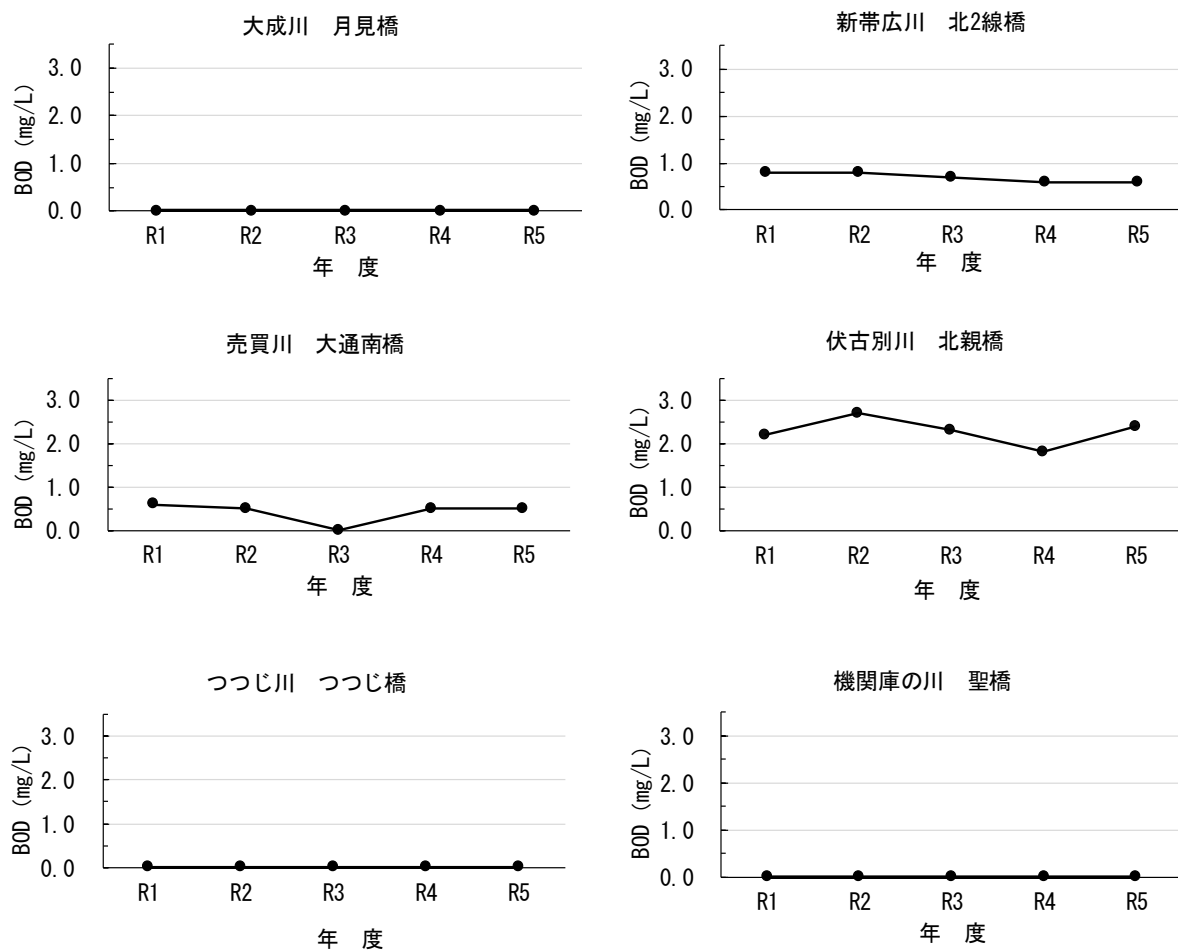 大成川　月見橋
BOD (mg/L)
3.0
2.0
1.0
0.0
R1 R2 R3 R4 R5
年　度
新帯広川　北2線橋
BOD (mg/L)
3.0
2.0
1.0
0.0
R1 R2 R3 R4 R5
年　度
売買川　大通南橋
BOD (mg/L)
3.0
2.0
1.0
0.0
R1 R2 R3 R4 R5
年　度
伏古別川　北親橋
BOD (mg/L)
3.0
2.0
1.0
0.0
R1 R2 R3 R4 R5
年　度
つつじ川　つつじ橋
BOD (mg/L)
3.0
2.0
1.0
0.0
R1 R2 R3 R4 R5
年　度
機関庫の川　聖橋
BOD (mg/L)
3.0
2.0
1.0
0.0
R1 R2 R3 R4 R5
年　度